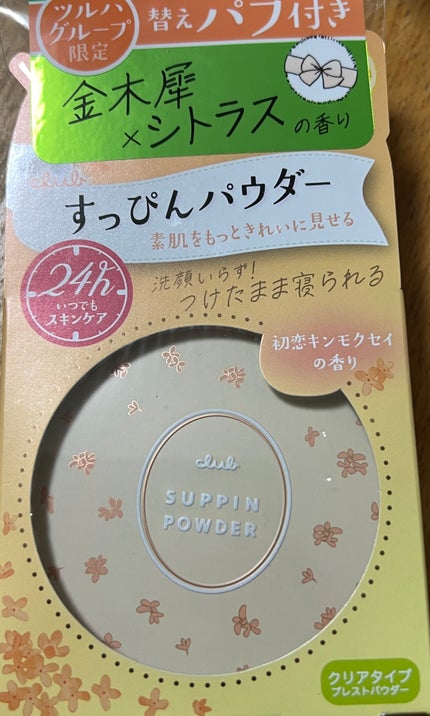 ツルハ
グループ
限定
替えパフ付き
金木犀
×シトラスの香り
club
すっぴんパウダー
素肌をもっときれいに見せる
24h
いつでも
スキンケア
洗顔いらず!
つけたまま寝られる
初恋キンモクセイ
の香り
club
SUPPIN
POWDER
クリアタイプ
プレストパウダー